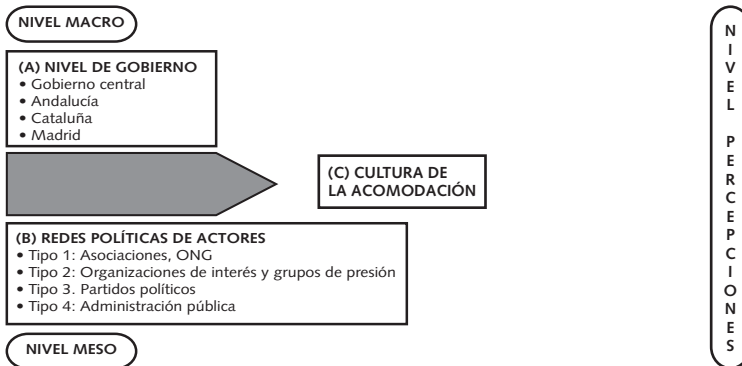 NIVEL MACRO
(A) NIVEL DE GOBIERNO
• Gobierno central
• Andalucía
• Cataluña
• Madrid
(C) CULTURA DE
LA ACOMODACIÓN
(B) REDES POLÍTICAS DE ACTORES
• Tipo 1: Asociaciones, ONG
• Tipo 2: Organizaciones de interés y grupos de presión
• Tipo 3. Partidos políticos
• Tipo 4: Administración pública
NIVEL MESO
NIVEL PERCEPCIONES